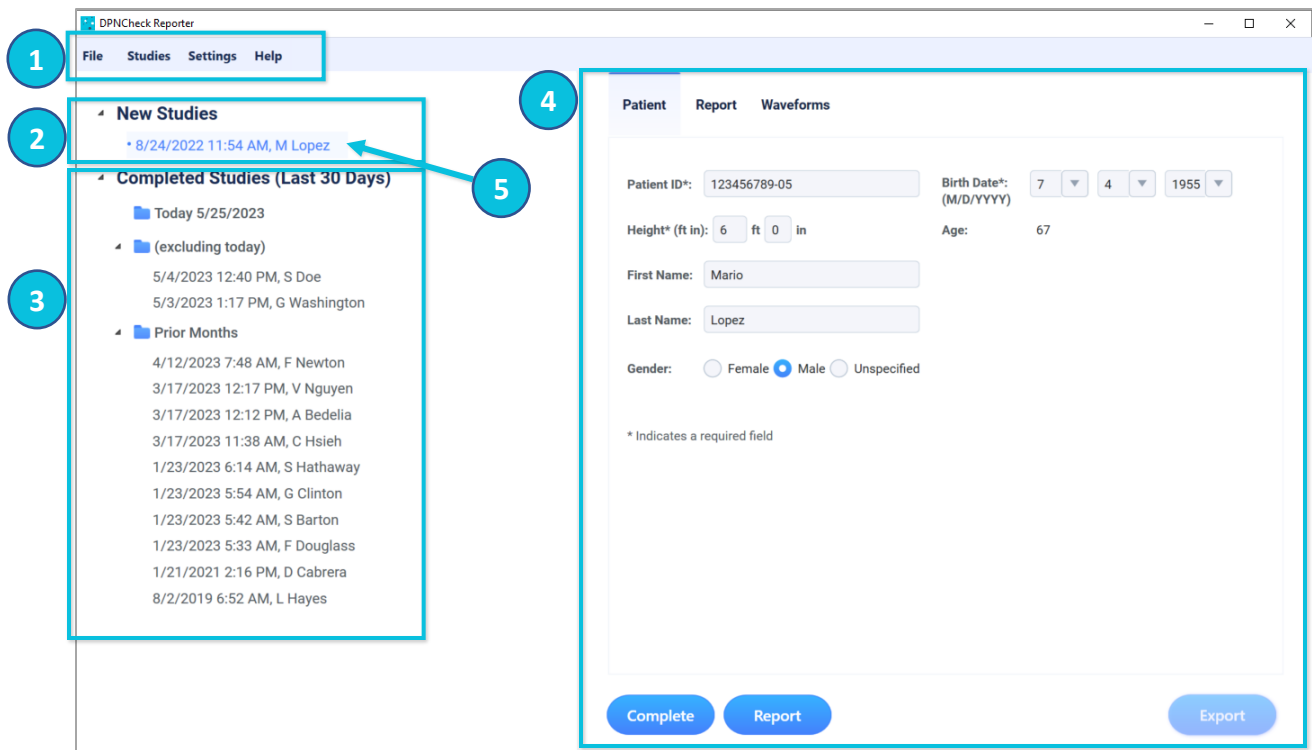 DPNCheck Reporter
1
File Studies Settings Help
2
New Studies
• 8/24/2022 11:54 AM, M Lopez
3
Completed Studies (Last 30 Days)
Today 5/25/2023
(excluding today)
5/4/2023 12:40 PM, S Doe
5/3/2023 1:17 PM, G Washington
Prior Months
4/12/2023 7:48 AM, F Newton
3/17/2023 12:17 PM, V Nguyen
3/17/2023 12:12 PM, A Bedelia
3/17/2023 11:38 AM, C Hsieh
1/23/2023 6:14 AM, S Hathaway
1/23/2023 5:54 AM, G Clinton
1/23/2023 5:42 AM, S Barton
1/23/2023 5:33 AM, F Douglass
1/21/2021 2:16 PM, D Cabrera
8/2/2019 6:52 AM, L Hayes
5
4
Patient Report Waveforms
Patient ID*: 123456789-05
Birth Date*: 7 4 1955
(M/D/YYYY)
Height* (ft in): 6 ft 0 in
Age: 67
First Name: Mario
Last Name: Lopez
Gender: Female Male Unspecified
* Indicates a required field
Complete Report Export